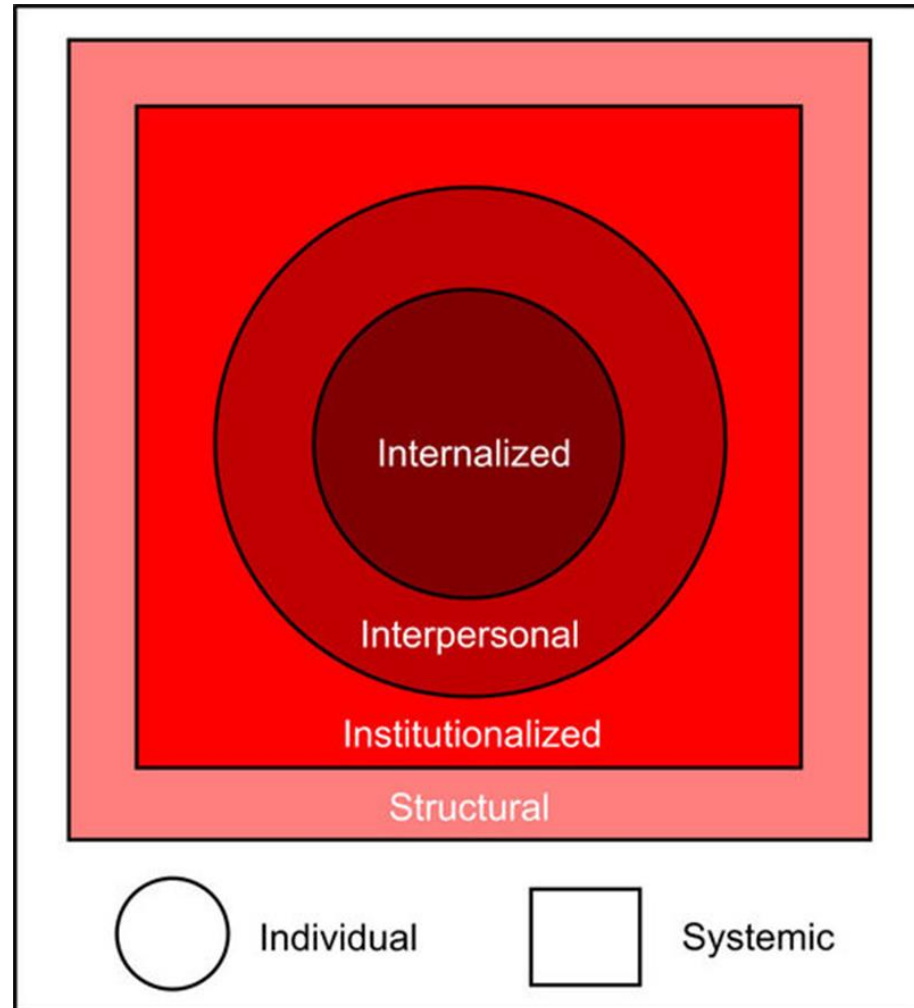 Internalized
Interpersonal
Institutionalized
Structural
Individual
Systemic